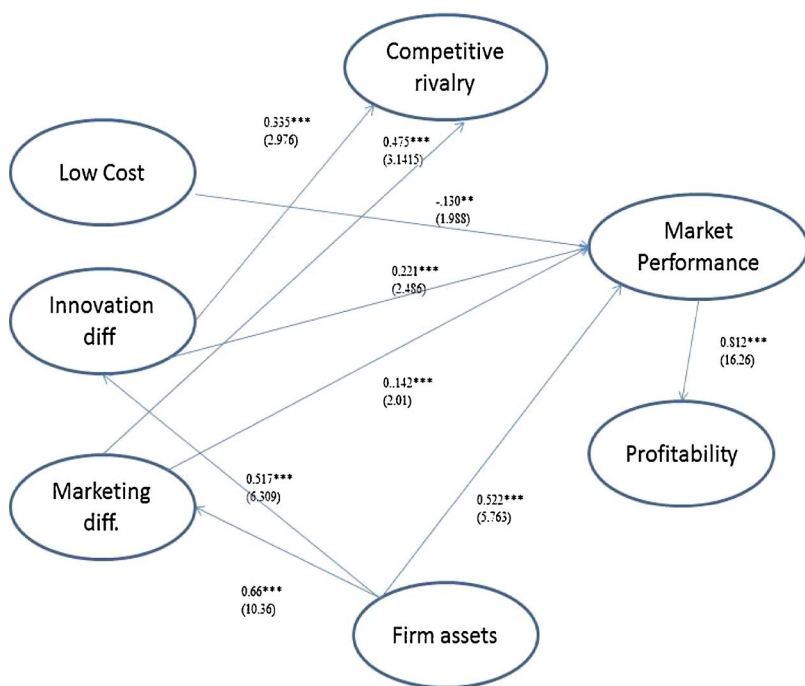 Competitive
rivalry
0.335***
(2.976)
0.475***
(3.1415)
Low Cost
-.130**
(1.988)
Market
Performance
Innovation
diff
0.221***
(2.486)
0.812***
(16.26)
0..142***
(2.01)
Profitability
Marketing
diff.
0.517***
(6.309)
0.522***
(5.763)
0.66***
(10.36)
Firm assets